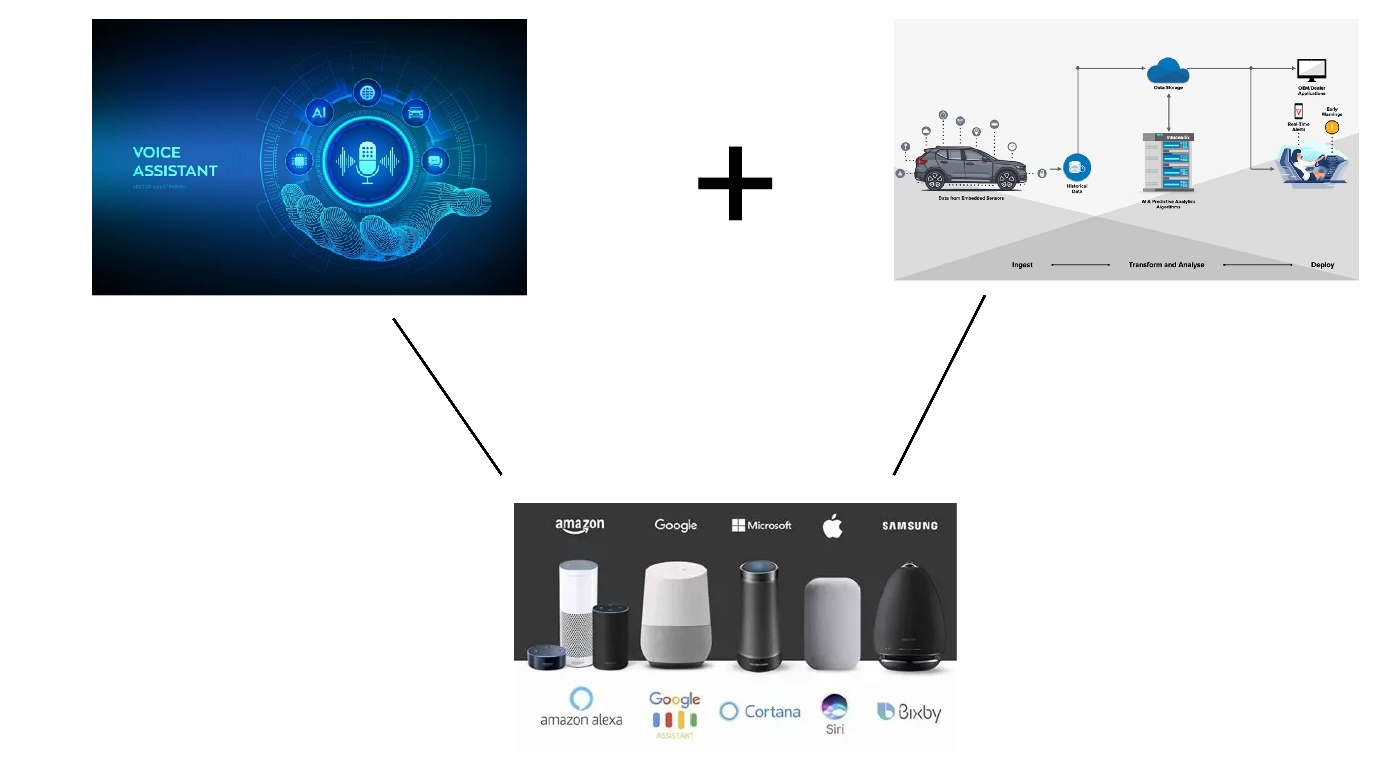 VOICE
ASSISTANT
AI
Data Storage
OEM/Dealer
Applications
Real-Time
Alerts
Early
Warnings
Historical
Data
Data from Embedded Sensors
AI & Predictive Analytics
Algorithms
Ingest
Transform and Analyse
Deploy
amazon
Google
Microsoft
SAMSUNG
amazon alexa
Google
ASSISTANT
Cortana
Siri
Bixby